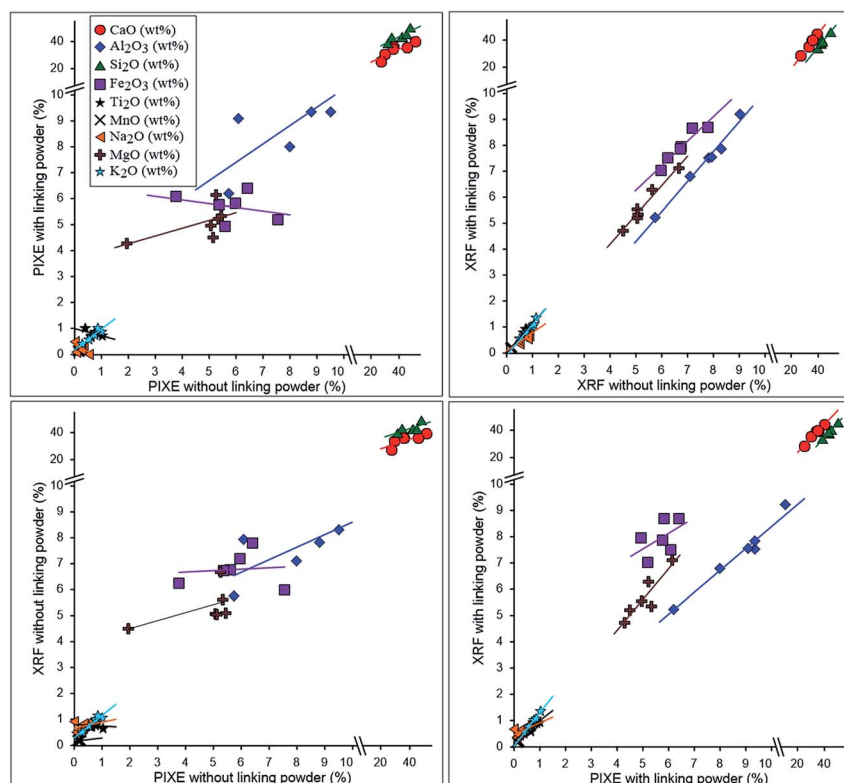 CaO (wt%)
Al₂O₃ (wt%)
Si₂O (wt%)
Fe₂O₃ (wt%)
Ti₂O (wt%)
MnO (wt%)
Na₂O (wt%)
MgO (wt%)
K₂O (wt%)
PIXE with linking powder (%)
40
20
10
9
8
7
6
5
4
3
2
1
0
0 1 2 3 4 5 6 7 8 9 10 20 40
PIXE without linking powder (%)
XRF with linking powder (%)
40
20
10
9
8
7
6
5
4
3
2
1
0
0 1 2 3 4 5 6 7 8 9 10 20 40
XRF without linking powder (%)
XRF without linking powder (%)
40
20
10
9
8
7
6
5
4
3
2
1
0
0 1 2 3 4 5 6 7 8 9 10 20 40
PIXE without linking powder (%)
XRF with linking powder (%)
40
20
10
9
8
7
6
5
4
3
2
1
0
0 1 2 3 4 5 6 7 8 9 10 20 40
PIXE with linking powder (%)